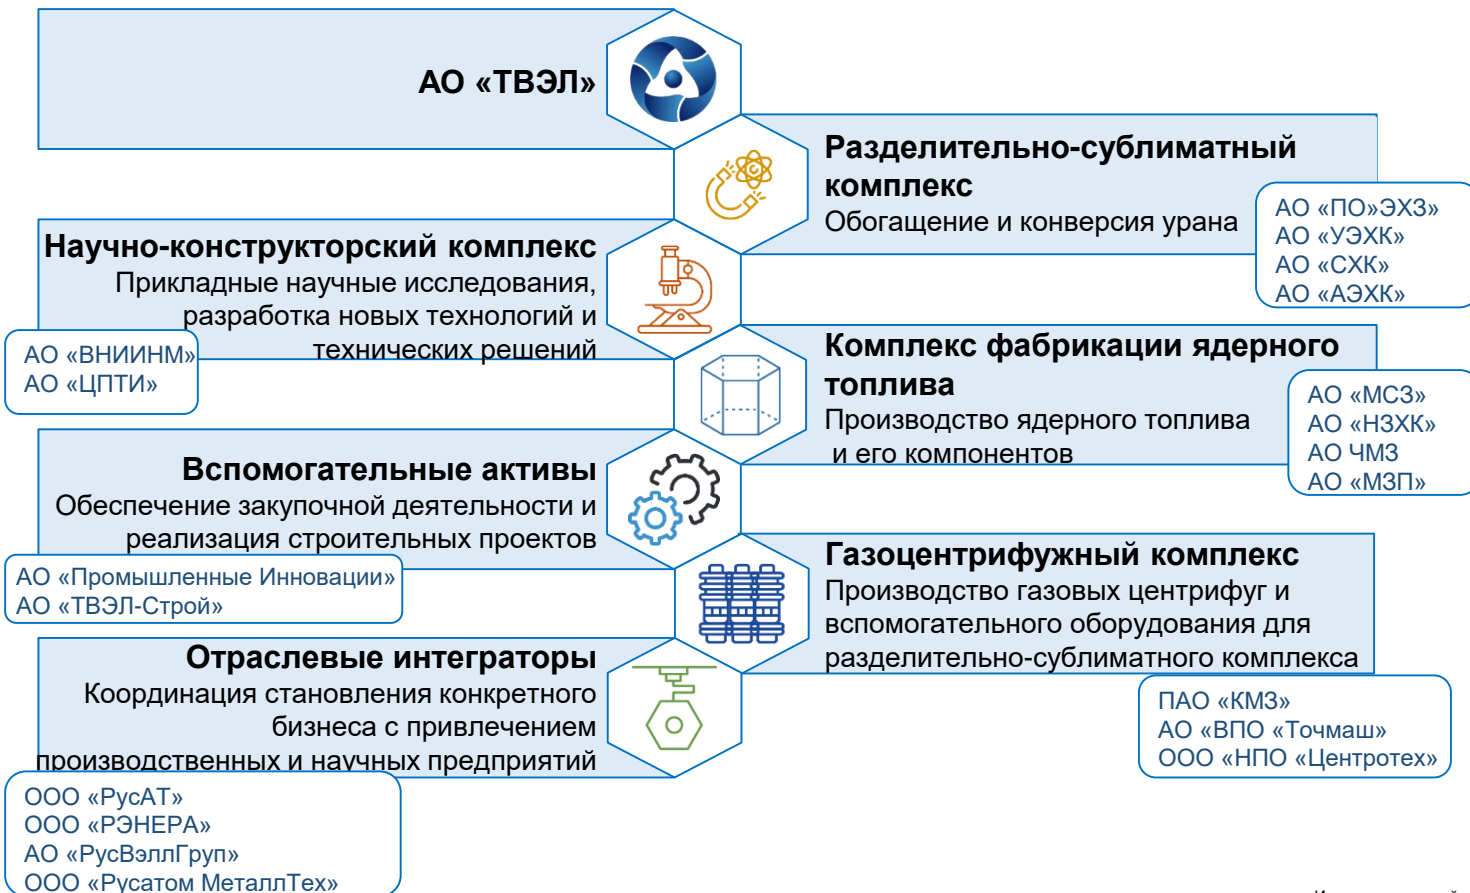 АО «ТВЭЛ»
Разделительно-сублиматный
комплекс
Обогащение и конверсия урана
АО «ПО»ЭХЗ»
АО «УЭХК»
АО «СХК»
АО «АЭХК»
Научно-конструкторский комплекс
Прикладные научные исследования,
разработка новых технологий и
технических решений
АО «ВНИИНМ»
АО «ЦПТИ»
Комплекс фабрикации ядерного
топлива
Производство ядерного топлива
и его компонентов
АО «МСЗ»
АО «НЗХК»
АО ЧМЗ
АО «МЗП»
Вспомогательные активы
Обеспечение закупочной деятельности и
реализация строительных проектов
АО «Промышленные Инновации»
АО «ТВЭЛ-Строй»
Газоцентрифужный комплекс
Производство газовых центрифуг и
вспомогательного оборудования для
разделительно-сублиматного комплекса
ПАО «КМЗ»
АО «ВПО «Точмаш»
ООО «НПО «Центротех»
Отраслевые интеграторы
Координация становления конкретного
бизнеса с привлечением
производственных и научных предприятий
ООО «РусАТ»
ООО «РЭНЕРА»
АО «РусВэллГруп»
ООО «Русатом МеталлТех»